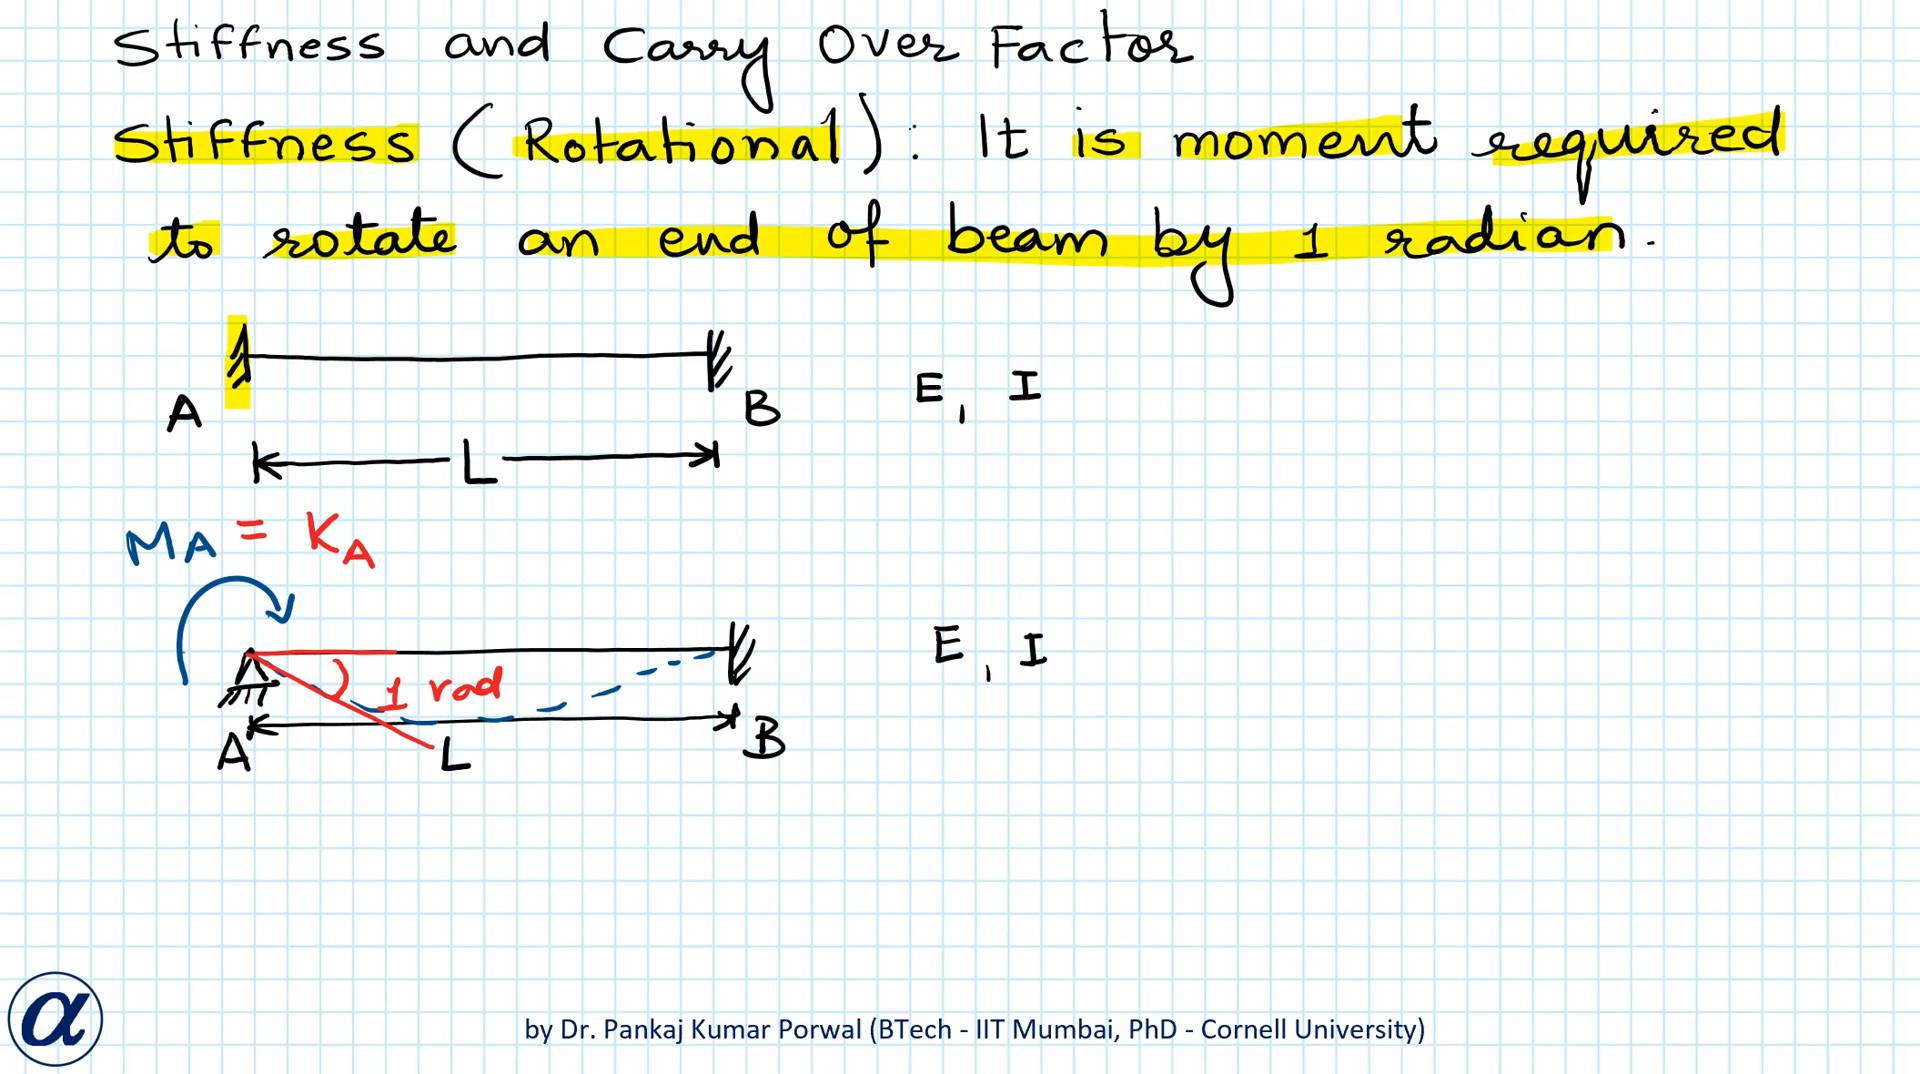 Stiffness and Carry Over Factor
Stiffness (Rotational): It is moment required
to rotate an end of beam by 1 radian.
A B E, I
L
MA = KA
E, I
1 rad
A L B
α
by Dr. Pankaj Kumar Porwal (BTech - IIT Mumbai, PhD - Cornell University)